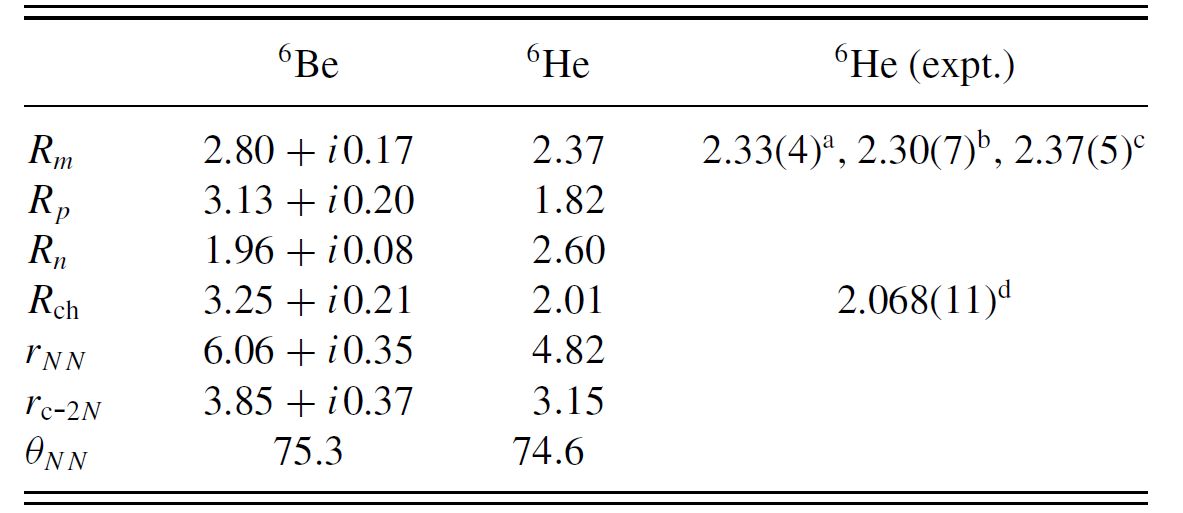 ⁶Be ⁶He ⁶He (expt.)
R_m 2.80 + i0.17 2.37 2.33(4)ᵃ, 2.30(7)ᵇ, 2.37(5)ᶜ
R_p 3.13 + i0.20 1.82
R_n 1.96 + i0.08 2.60
R_ch 3.25 + i0.21 2.01 2.068(11)ᵈ
r_NN 6.06 + i0.35 4.82
r_c-2N 3.85 + i0.37 3.15
θ_NN 75.3 74.6